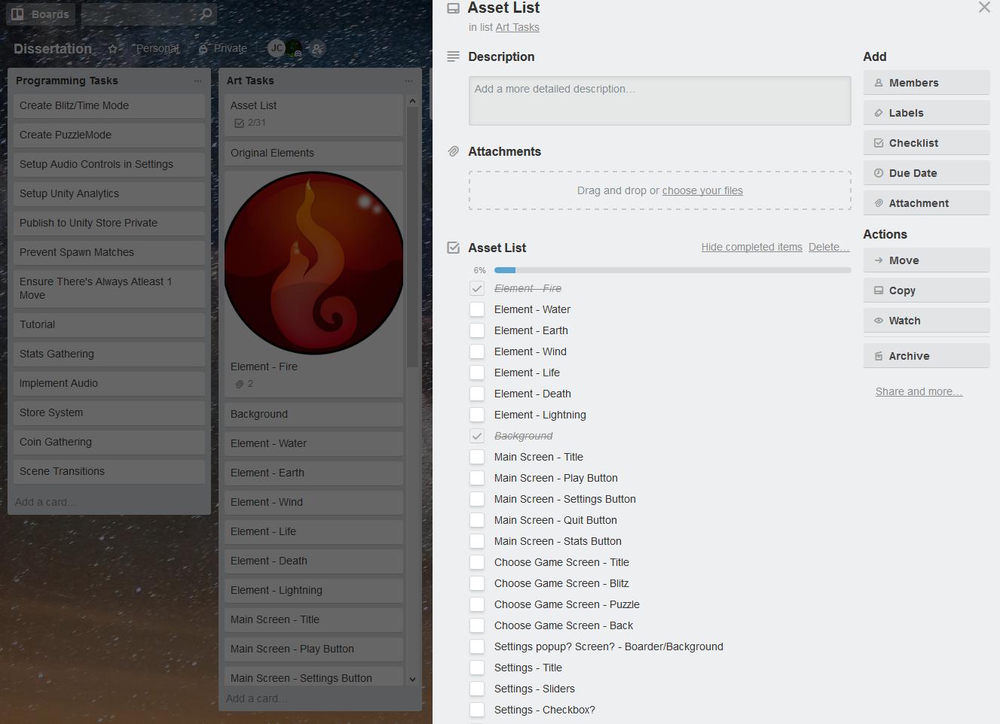 Boards
Dissertation
Personal
Private
JC
Programming Tasks
Create Blitz/Time Mode
Create PuzzleMode
Setup Audio Controls in Settings
Setup Unity Analytics
Publish to Unity Store Private
Prevent Spawn Matches
Ensure There's Always Atleast 1
Move
Tutorial
Stats Gathering
Implement Audio
Store System
Coin Gathering
Scene Transitions
Add a card...
Art Tasks
Asset List
2/31
Original Elements
Element - Fire
2
Background
Element - Water
Element - Earth
Element - Wind
Element - Life
Element - Death
Element - Lightning
Main Screen - Title
Main Screen - Play Button
Main Screen - Settings Button
Add a card...
Asset List
in list Art Tasks
Description
Add a more detailed description...
Attachments
Drag and drop or choose your files
Asset List
Hide completed items Delete...
6%
Element - Fire
Element - Water
Element - Earth
Element - Wind
Element - Life
Element - Death
Element - Lightning
Background
Main Screen - Title
Main Screen - Play Button
Main Screen - Settings Button
Main Screen - Quit Button
Main Screen - Stats Button
Choose Game Screen - Title
Choose Game Screen - Blitz
Choose Game Screen - Puzzle
Choose Game Screen - Back
Settings popup? Screen? - Boarder/Background
Settings - Title
Settings - Sliders
Settings - Checkbox?
Add
Members
Labels
Checklist
Due Date
Attachment
Actions
Move
Copy
Watch
Archive
Share and more...